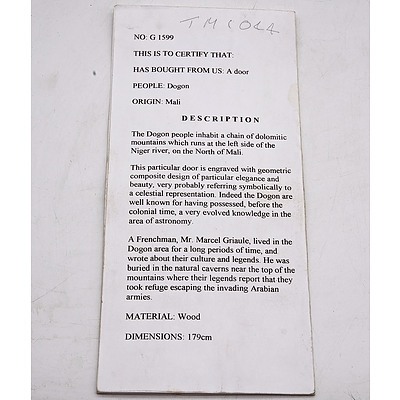 TM6044
NO: G 1599
THIS IS TO CERTIFY THAT:
HAS BOUGHT FROM US: A door
PEOPLE: Dogon
ORIGIN: Mali
DESCRIPTION
The Dogon people inhabit a chain of dolomitic
mountains which runs at the left side of the
Niger river, on the North of Mali.
This particular door is engraved with geometric
composite design of particular elegance and
beauty, very probably referring symbolically to
a celestial representation. Indeed the Dogon are
well known for having possessed, before the
colonial time, a very evolved knowledge in the
area of astronomy.
A Frenchman, Mr. Marcel Griaule, lived in the
Dogon area for a long periods of time, and
wrote about their culture and legends. He was
buried in the natural caverns near the top of the
mountains where their legends report that they
took refuge escaping the invading Arabian
armies.
MATERIAL: Wood
DIMENSIONS: 179cm